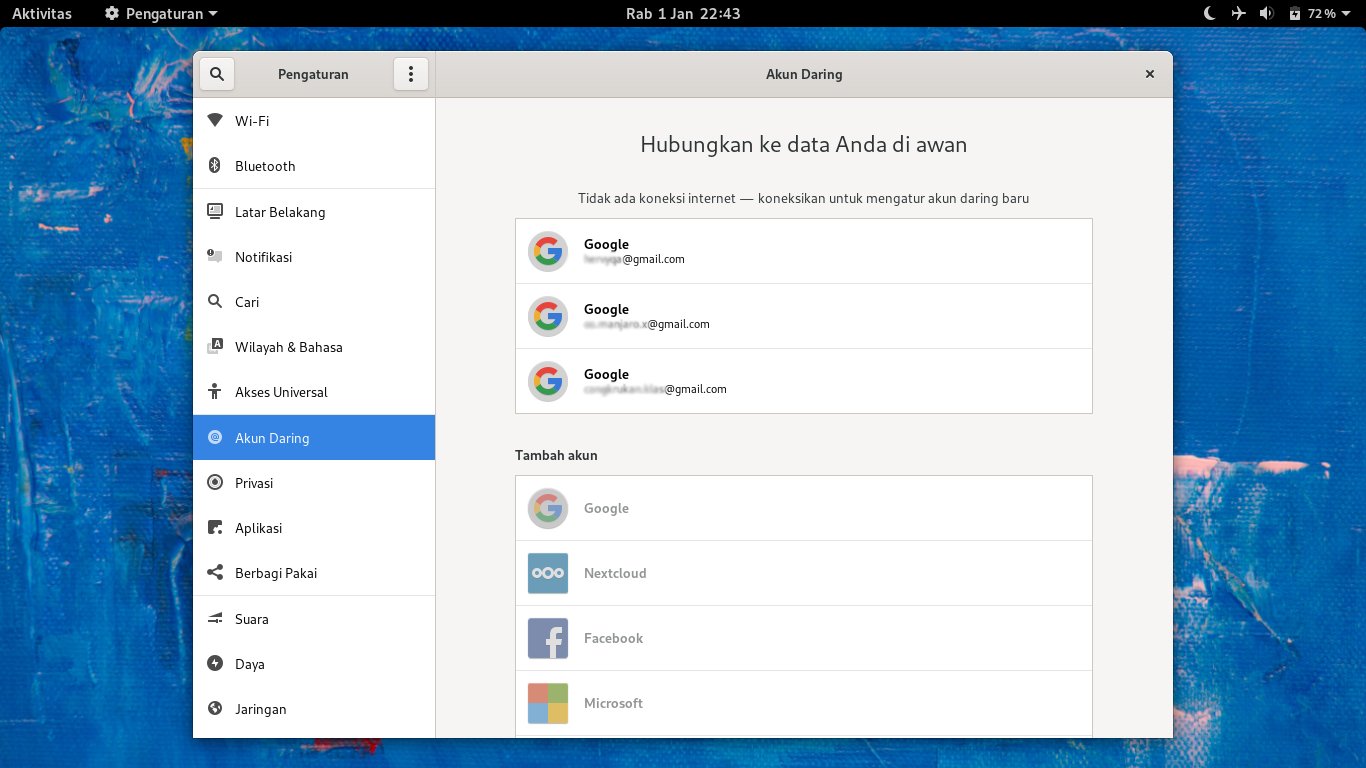 Aktivitas
Pengaturan
Rab 1 Jan 22:43
72 %
Pengaturan
Akun Daring
Wi-Fi
Bluetooth
Latar Belakang
Notifikasi
Cari
Wilayah & Bahasa
Akses Universal
Akun Daring
Privasi
Aplikasi
Berbagi Pakai
Suara
Daya
Jaringan
Hubungkan ke data Anda di awan
Tidak ada koneksi internet — koneksikan untuk mengatur akun daring baru
Google
@gmail.com
Google
@gmail.com
Google
@gmail.com
Tambah akun
Google
Nextcloud
Facebook
Microsoft